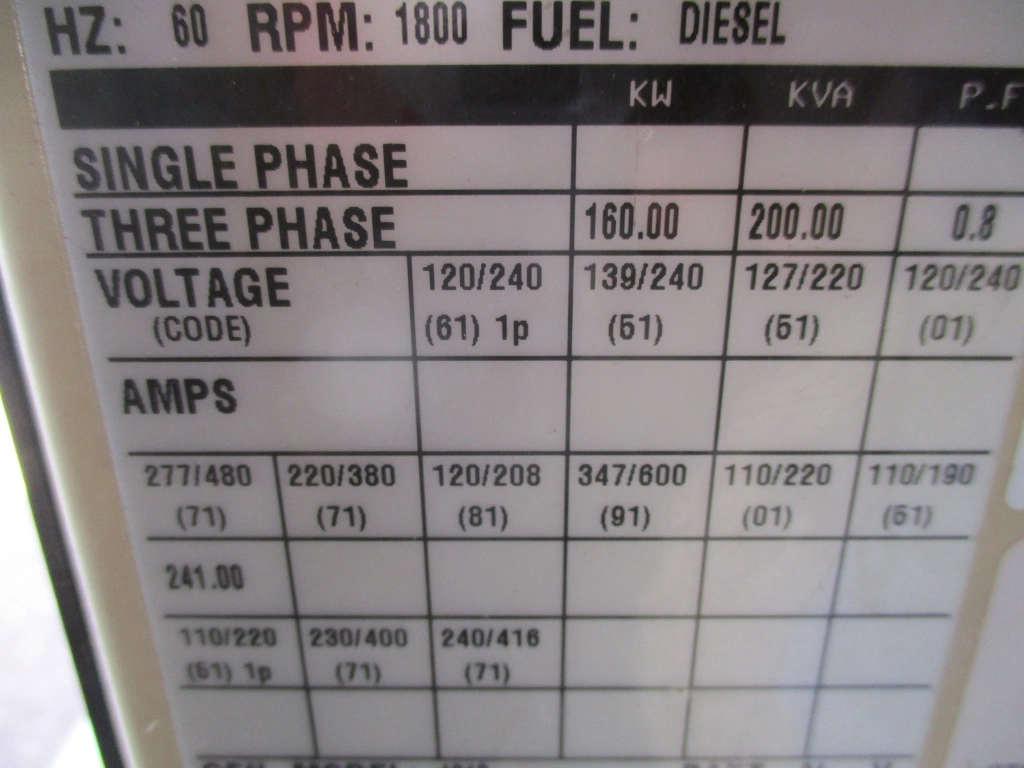 HZ: 60 RPM: 1800 FUEL: DIESEL
KW KVA P.F
SINGLE PHASE
THREE PHASE 160.00 200.00 0.8
VOLTAGE 120/240 139/240 127/220 120/240
(CODE) (61) 1p (51) (51) (01)
AMPS
277/480 220/380 120/208 347/600 110/220 110/190
(71) (71) (81) (91) (01) (51)
241.00
110/220 230/400 240/416
(51) 1p (71) (71)